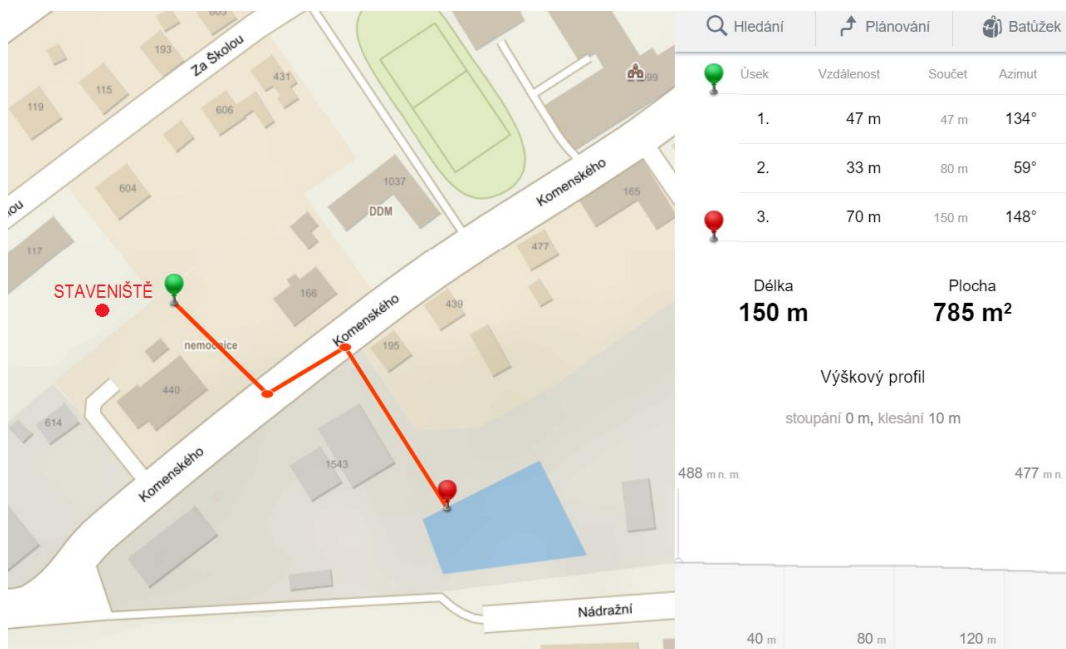 603
Za Školou
193
431
115
119
606
604
1037
DDM
Komenského
165
099
ou
117
477
STAVENIŠTĚ
166
Komenského
439
nemocnice
195
440
614
1543
Komenského
Nádražní
Hledání
Plánování
Batůžek
Úsek Vzdálenost Součet Azimut
1. 47 m 47 m 134°
2. 33 m 80 m 59°
3. 70 m 150 m 148°
Délka Plocha
150 m 785 m²
Výškový profil
stoupání 0 m, klesání 10 m
488 m n. m. 477 m n.
40 m 80 m 120 m